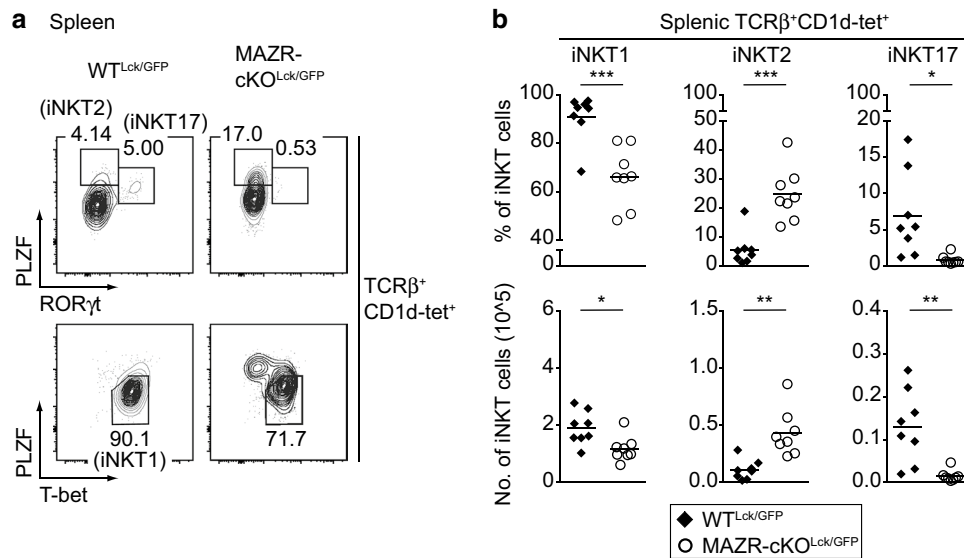 a Spleen
WT^Lck/GFP
MAZR-
cKO^Lck/GFP
(iNKT2)
4.14
(iNKT17)
5.00
17.0
0.53
PLZF
RORγt
TCRβ⁺
CD1d-tet⁺
90.1
(iNKT1)
71.7
PLZF
T-bet
b Splenic TCRβ⁺CD1d-tet⁺
iNKT1 iNKT2 iNKT17
% of iNKT cells
100
80
60
40
0
***
100
50
40
30
20
10
0
***
100
20
15
10
5
0
*
No. of iNKT cells (10^5)
6
4
2
0
*
1.5
1.0
0.5
0.0
**
0.4
0.3
0.2
0.1
0.0
**
◆ WT^Lck/GFP
○ MAZR-cKO^Lck/GFP